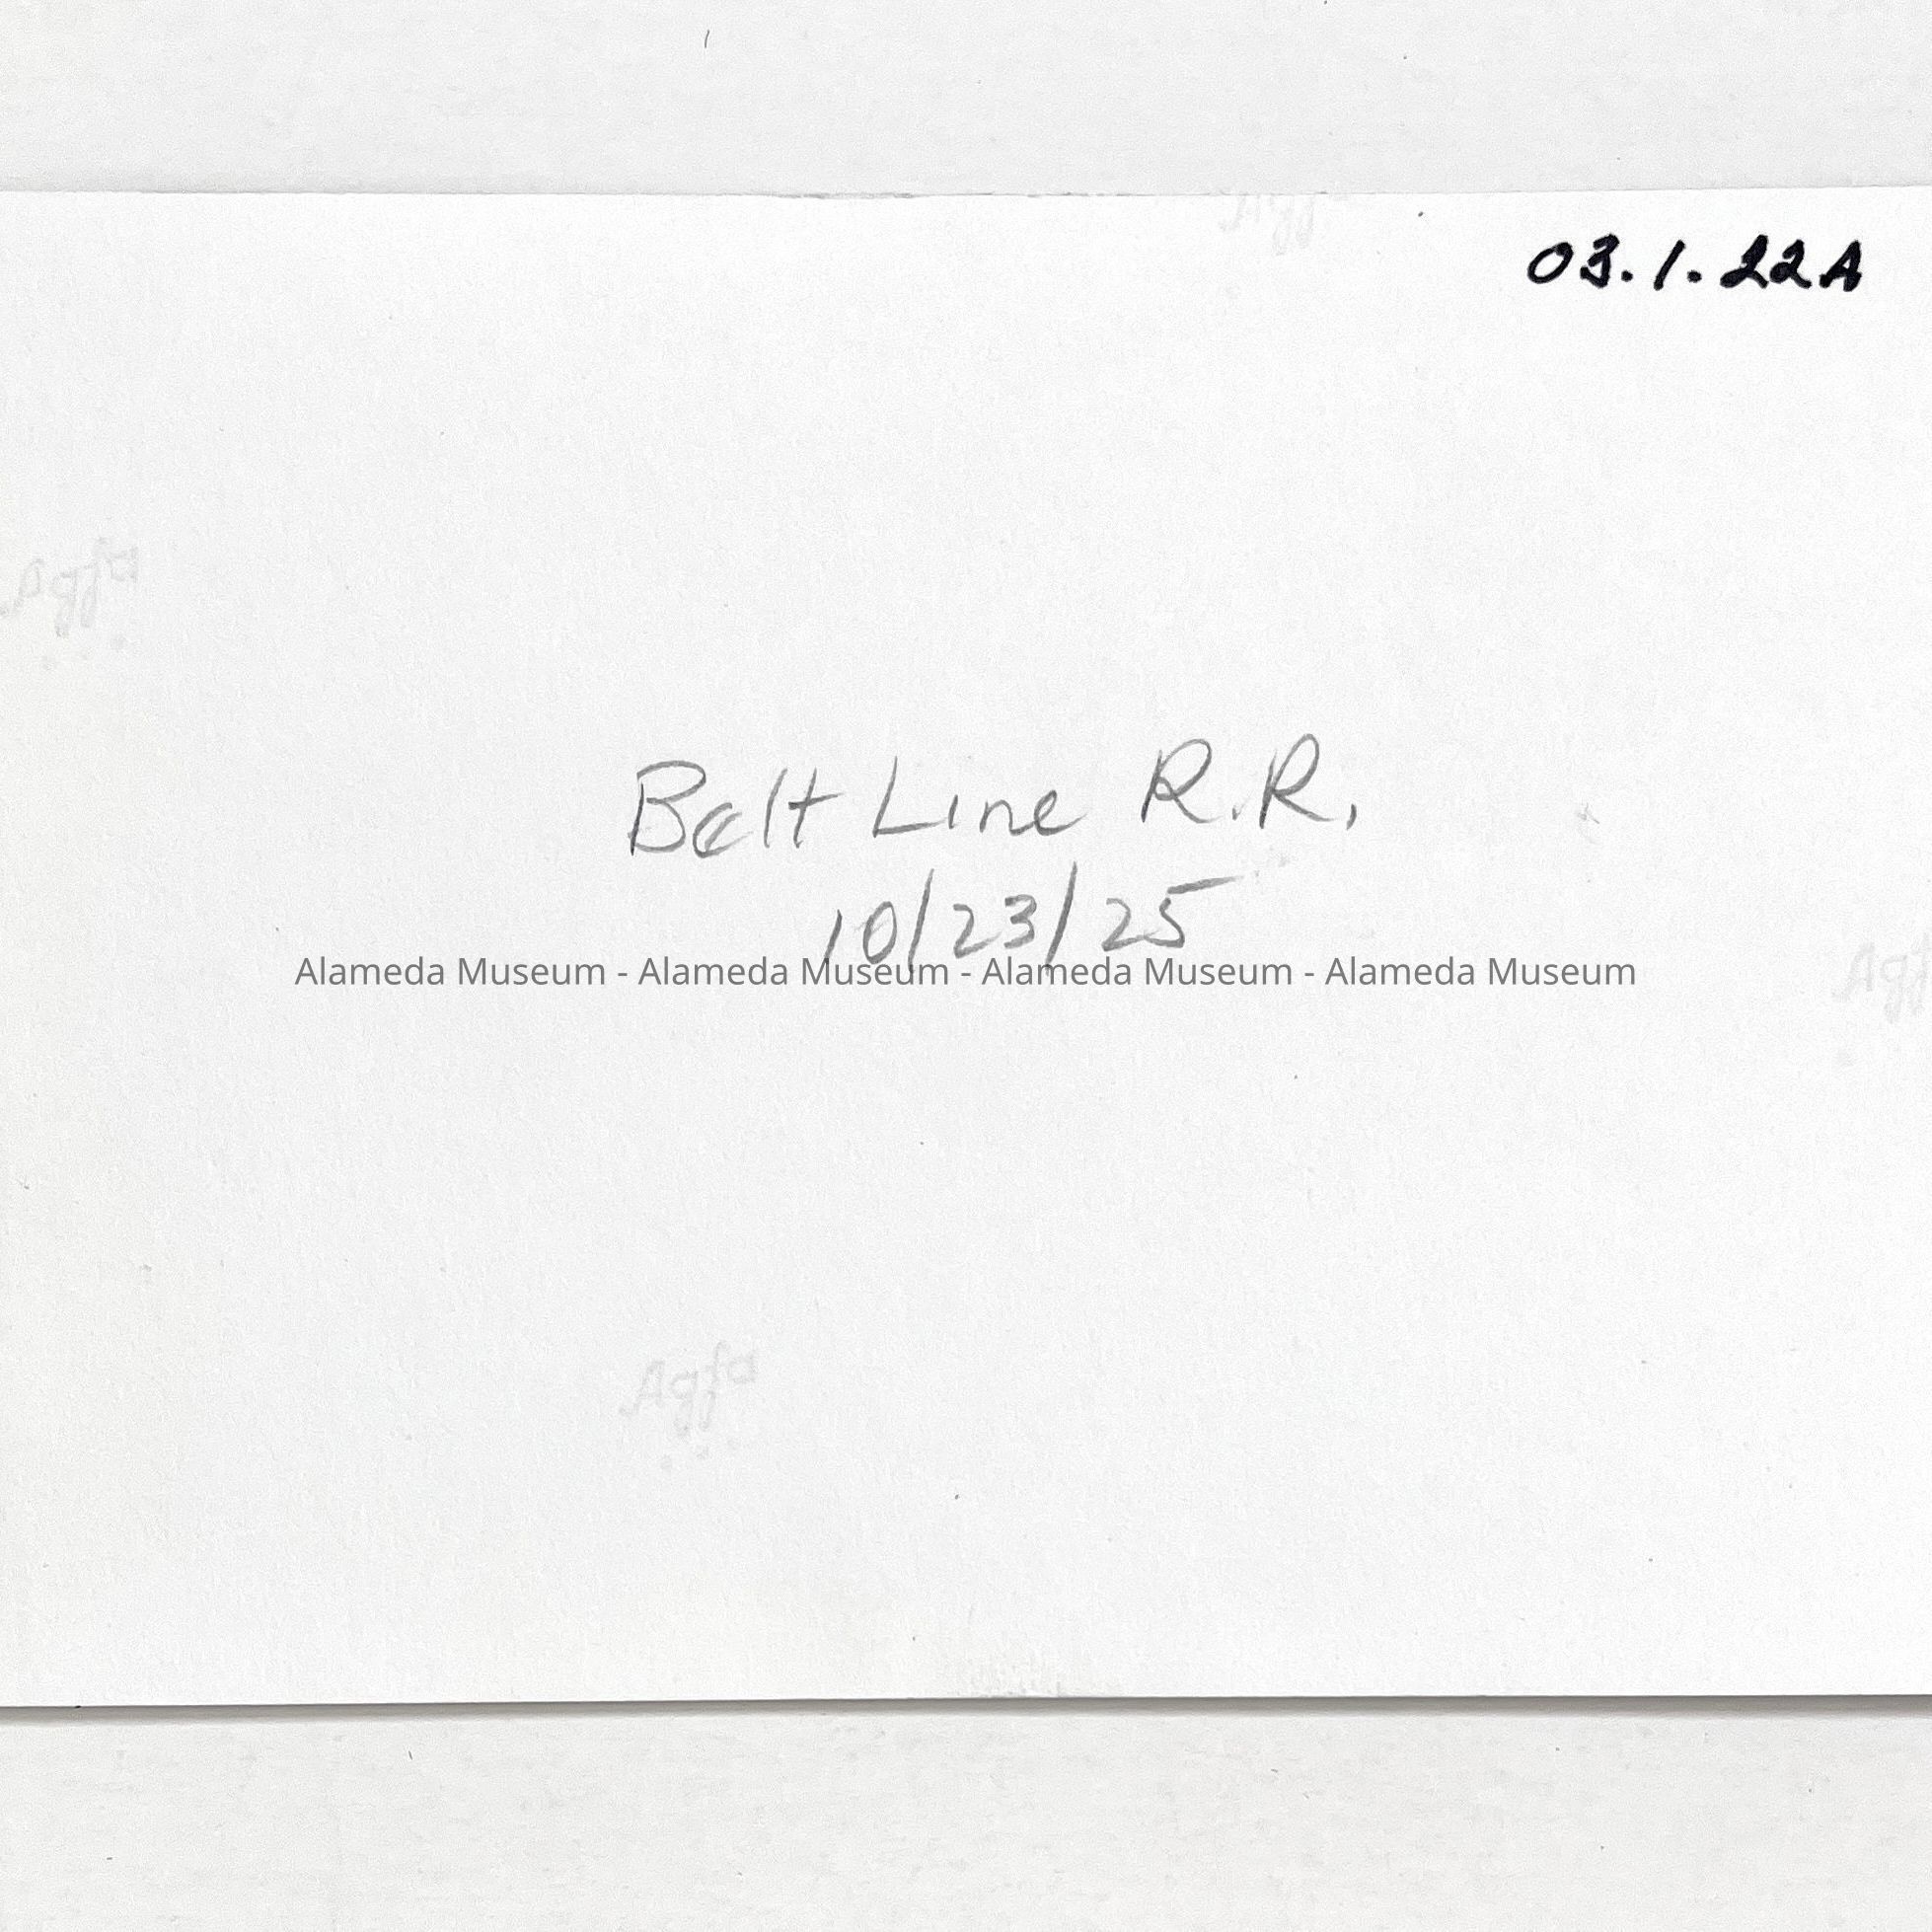 03.1.22A
Belt Line R.R.
10/23/25
Alameda Museum - Alameda Museum - Alameda Museum - Alameda Museum